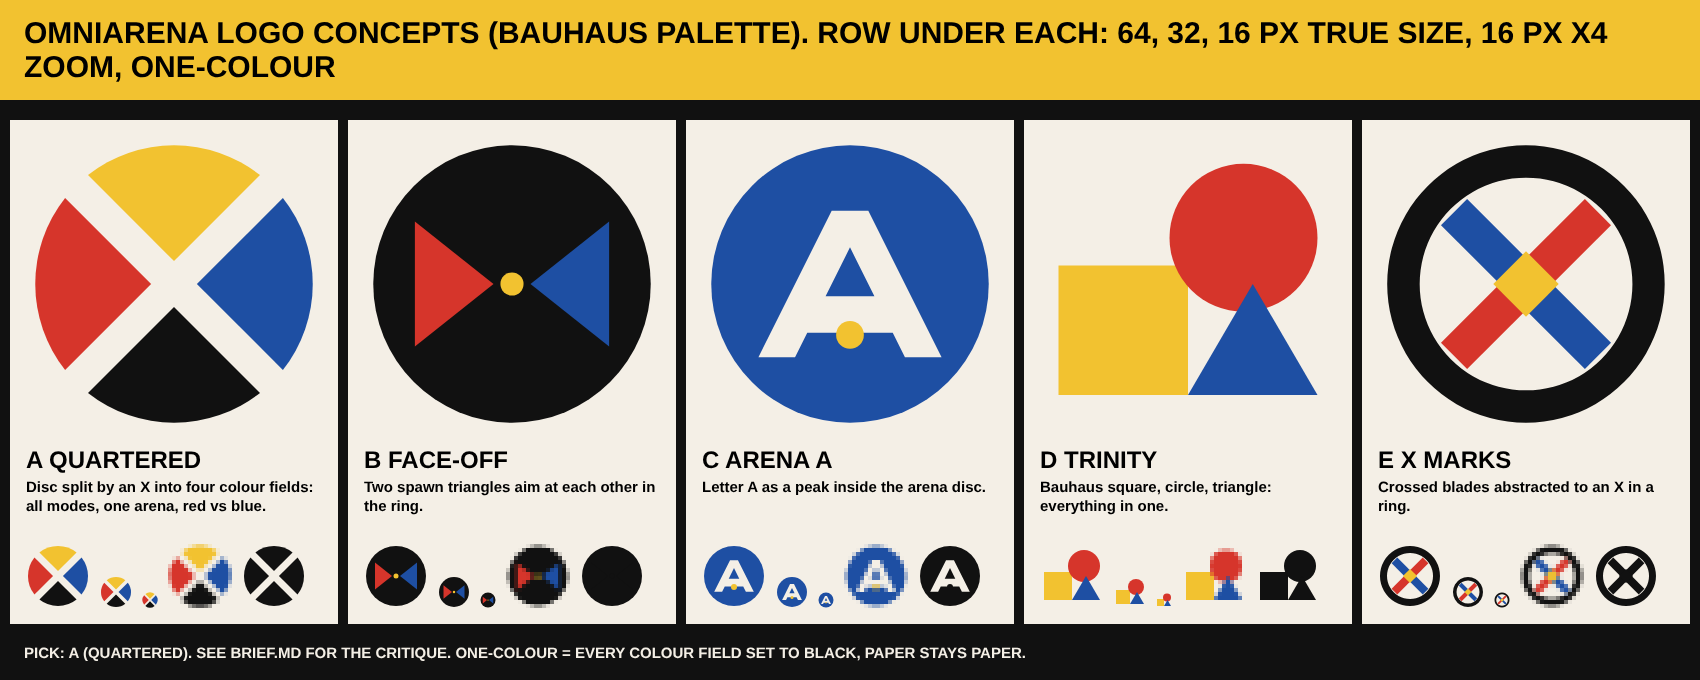 OMNIARENA LOGO CONCEPTS (BAUHAUS PALETTE). ROW UNDER EACH: 64, 32, 16 PX TRUE SIZE, 16 PX X4
ZOOM, ONE-COLOUR
A QUARTERED
Disc split by an X into four colour fields:
all modes, one arena, red vs blue.
B FACE-OFF
Two spawn triangles aim at each other in
the ring.
A
C ARENA A
Letter A as a peak inside the arena disc.
A
A
A
A
A
D TRINITY
Bauhaus square, circle, triangle:
everything in one.
E X MARKS
Crossed blades abstracted to an X in a
ring.
PICK: A (QUARTERED). SEE BRIEF.MD FOR THE CRITIQUE. ONE-COLOUR = EVERY COLOUR FIELD SET TO BLACK, PAPER STAYS PAPER.